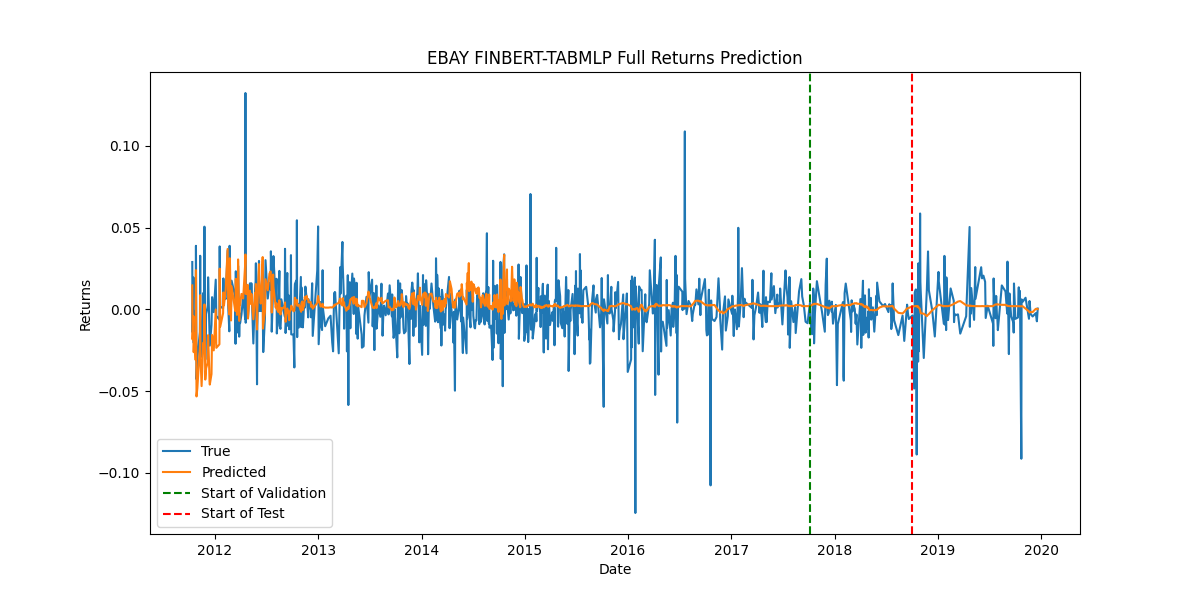 EBAY FINBERT-TABMLP Full Returns Prediction
Returns
0.10
0.05
0.00
−0.05
−0.10
True
Predicted
Start of Validation
Start of Test
2012 2013 2014 2015 2016 2017 2018 2019 2020
Date